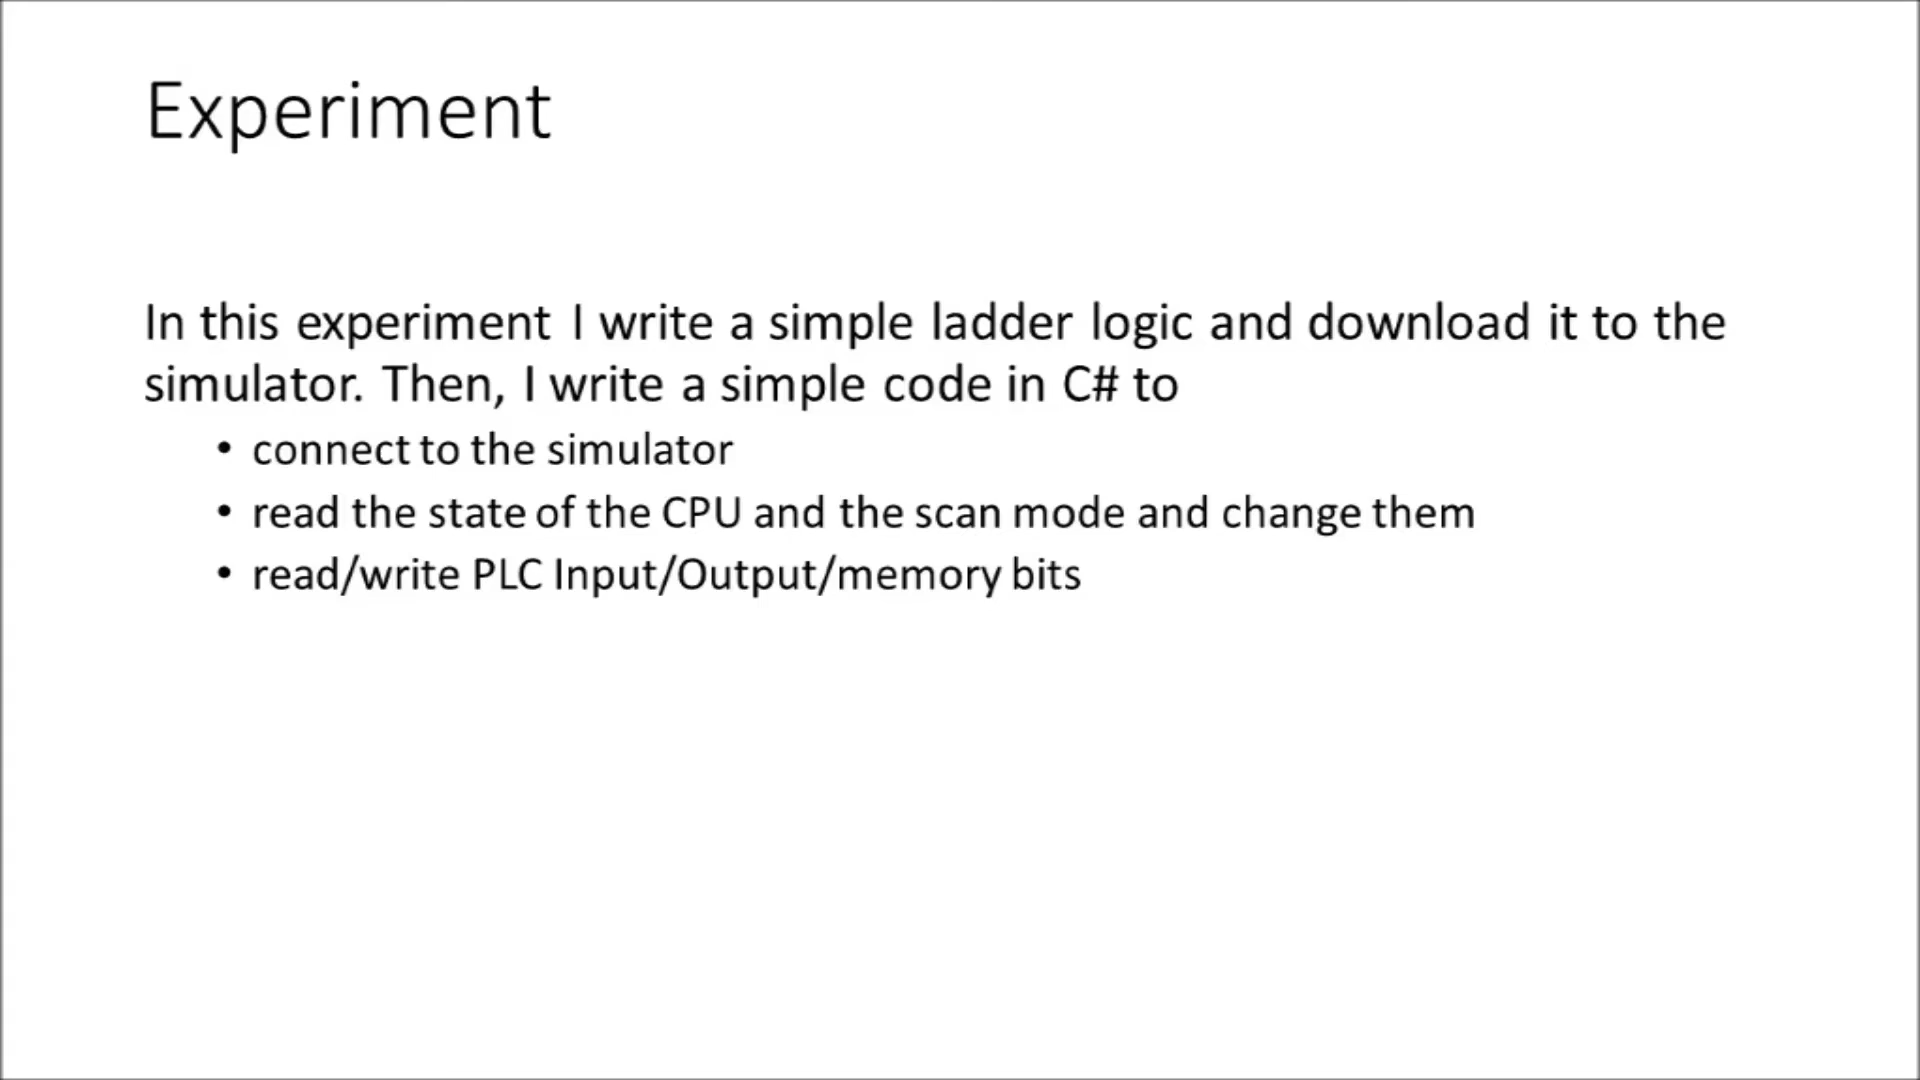 Experiment
In this experiment I write a simple ladder logic and download it to the
simulator. Then, I write a simple code in C# to
• connect to the simulator
• read the state of the CPU and the scan mode and change them
• read/write PLC Input/Output/memory bits